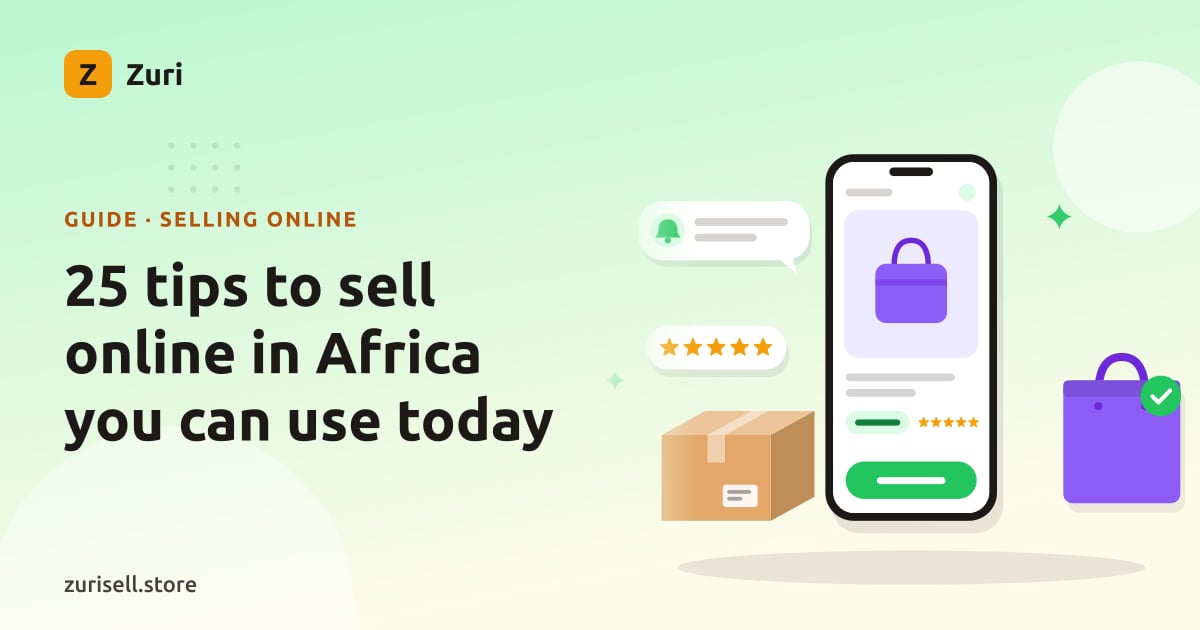 Z Zuri
GUIDE · SELLING ONLINE
25 tips to sell
online in Africa
you can use today
zurisell.store